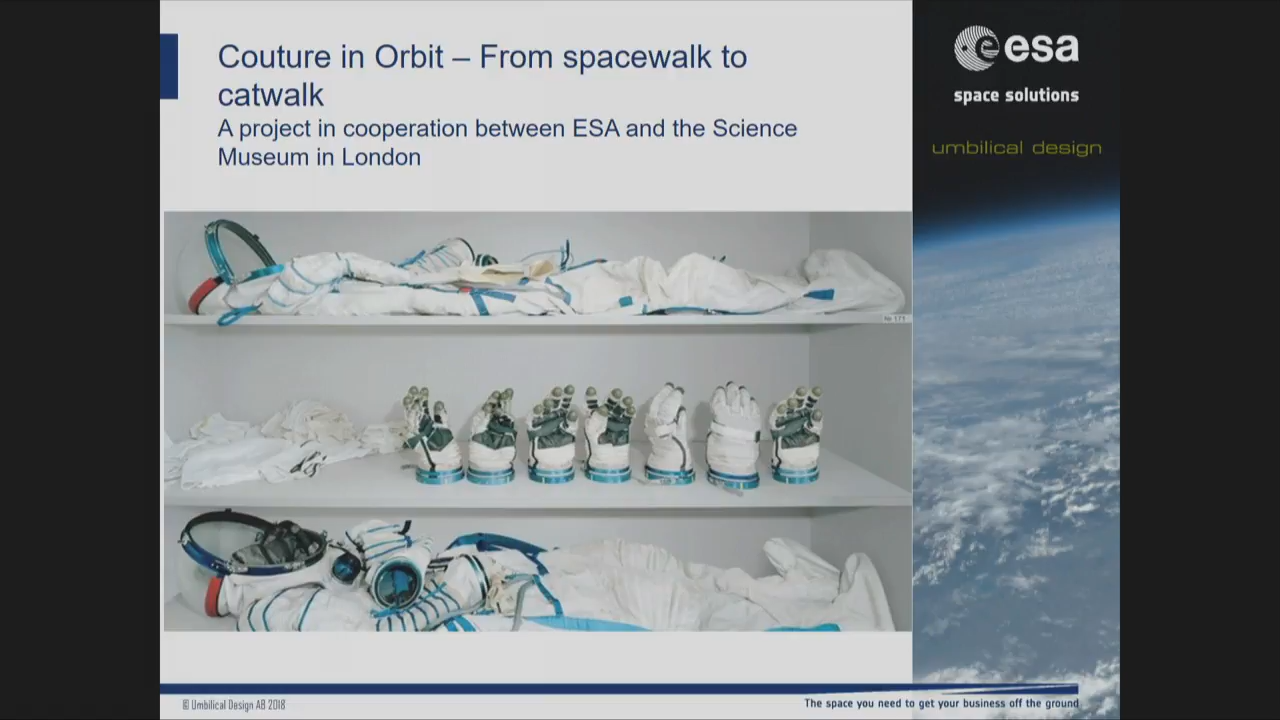 Couture in Orbit – From spacewalk to
catwalk
A project in cooperation between ESA and the Science
Museum in London
esa
space solutions
umbilical design
№ 171
© Umbilical Design AB 2018
The space you need to get your business off the ground